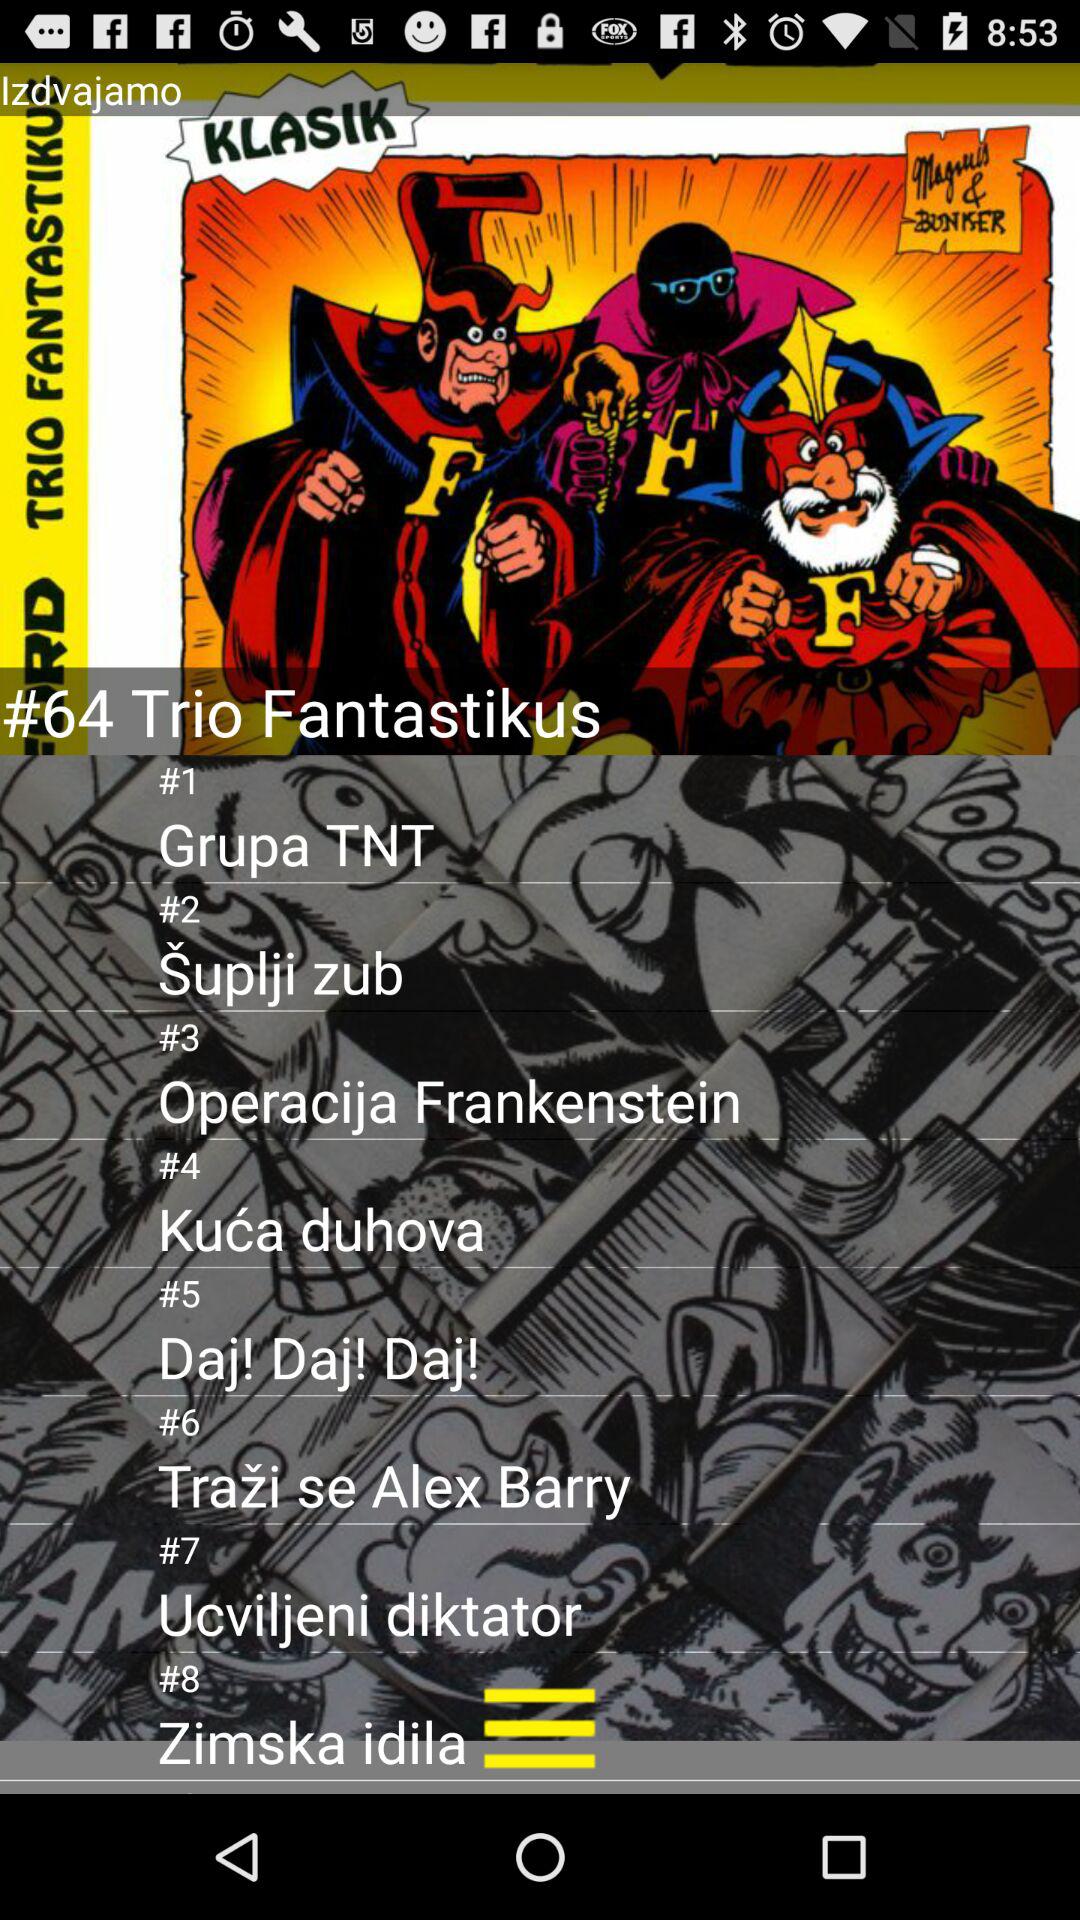 8:53
FOX
SPORTS
Izdvajamo
KLASIK
Magnus
&
BUNKER
TRIO FANTASTIKUS
F
F
F
#64 Trio Fantastikus
#1
Grupa TNT
#2
Šuplji zub
#3
Operacija Frankenstein
#4
Kuća duhova
#5
Daj! Daj! Daj!
#6
Traži se Alex Barry
#7
Ucviljeni diktator
#8
Zimska idila